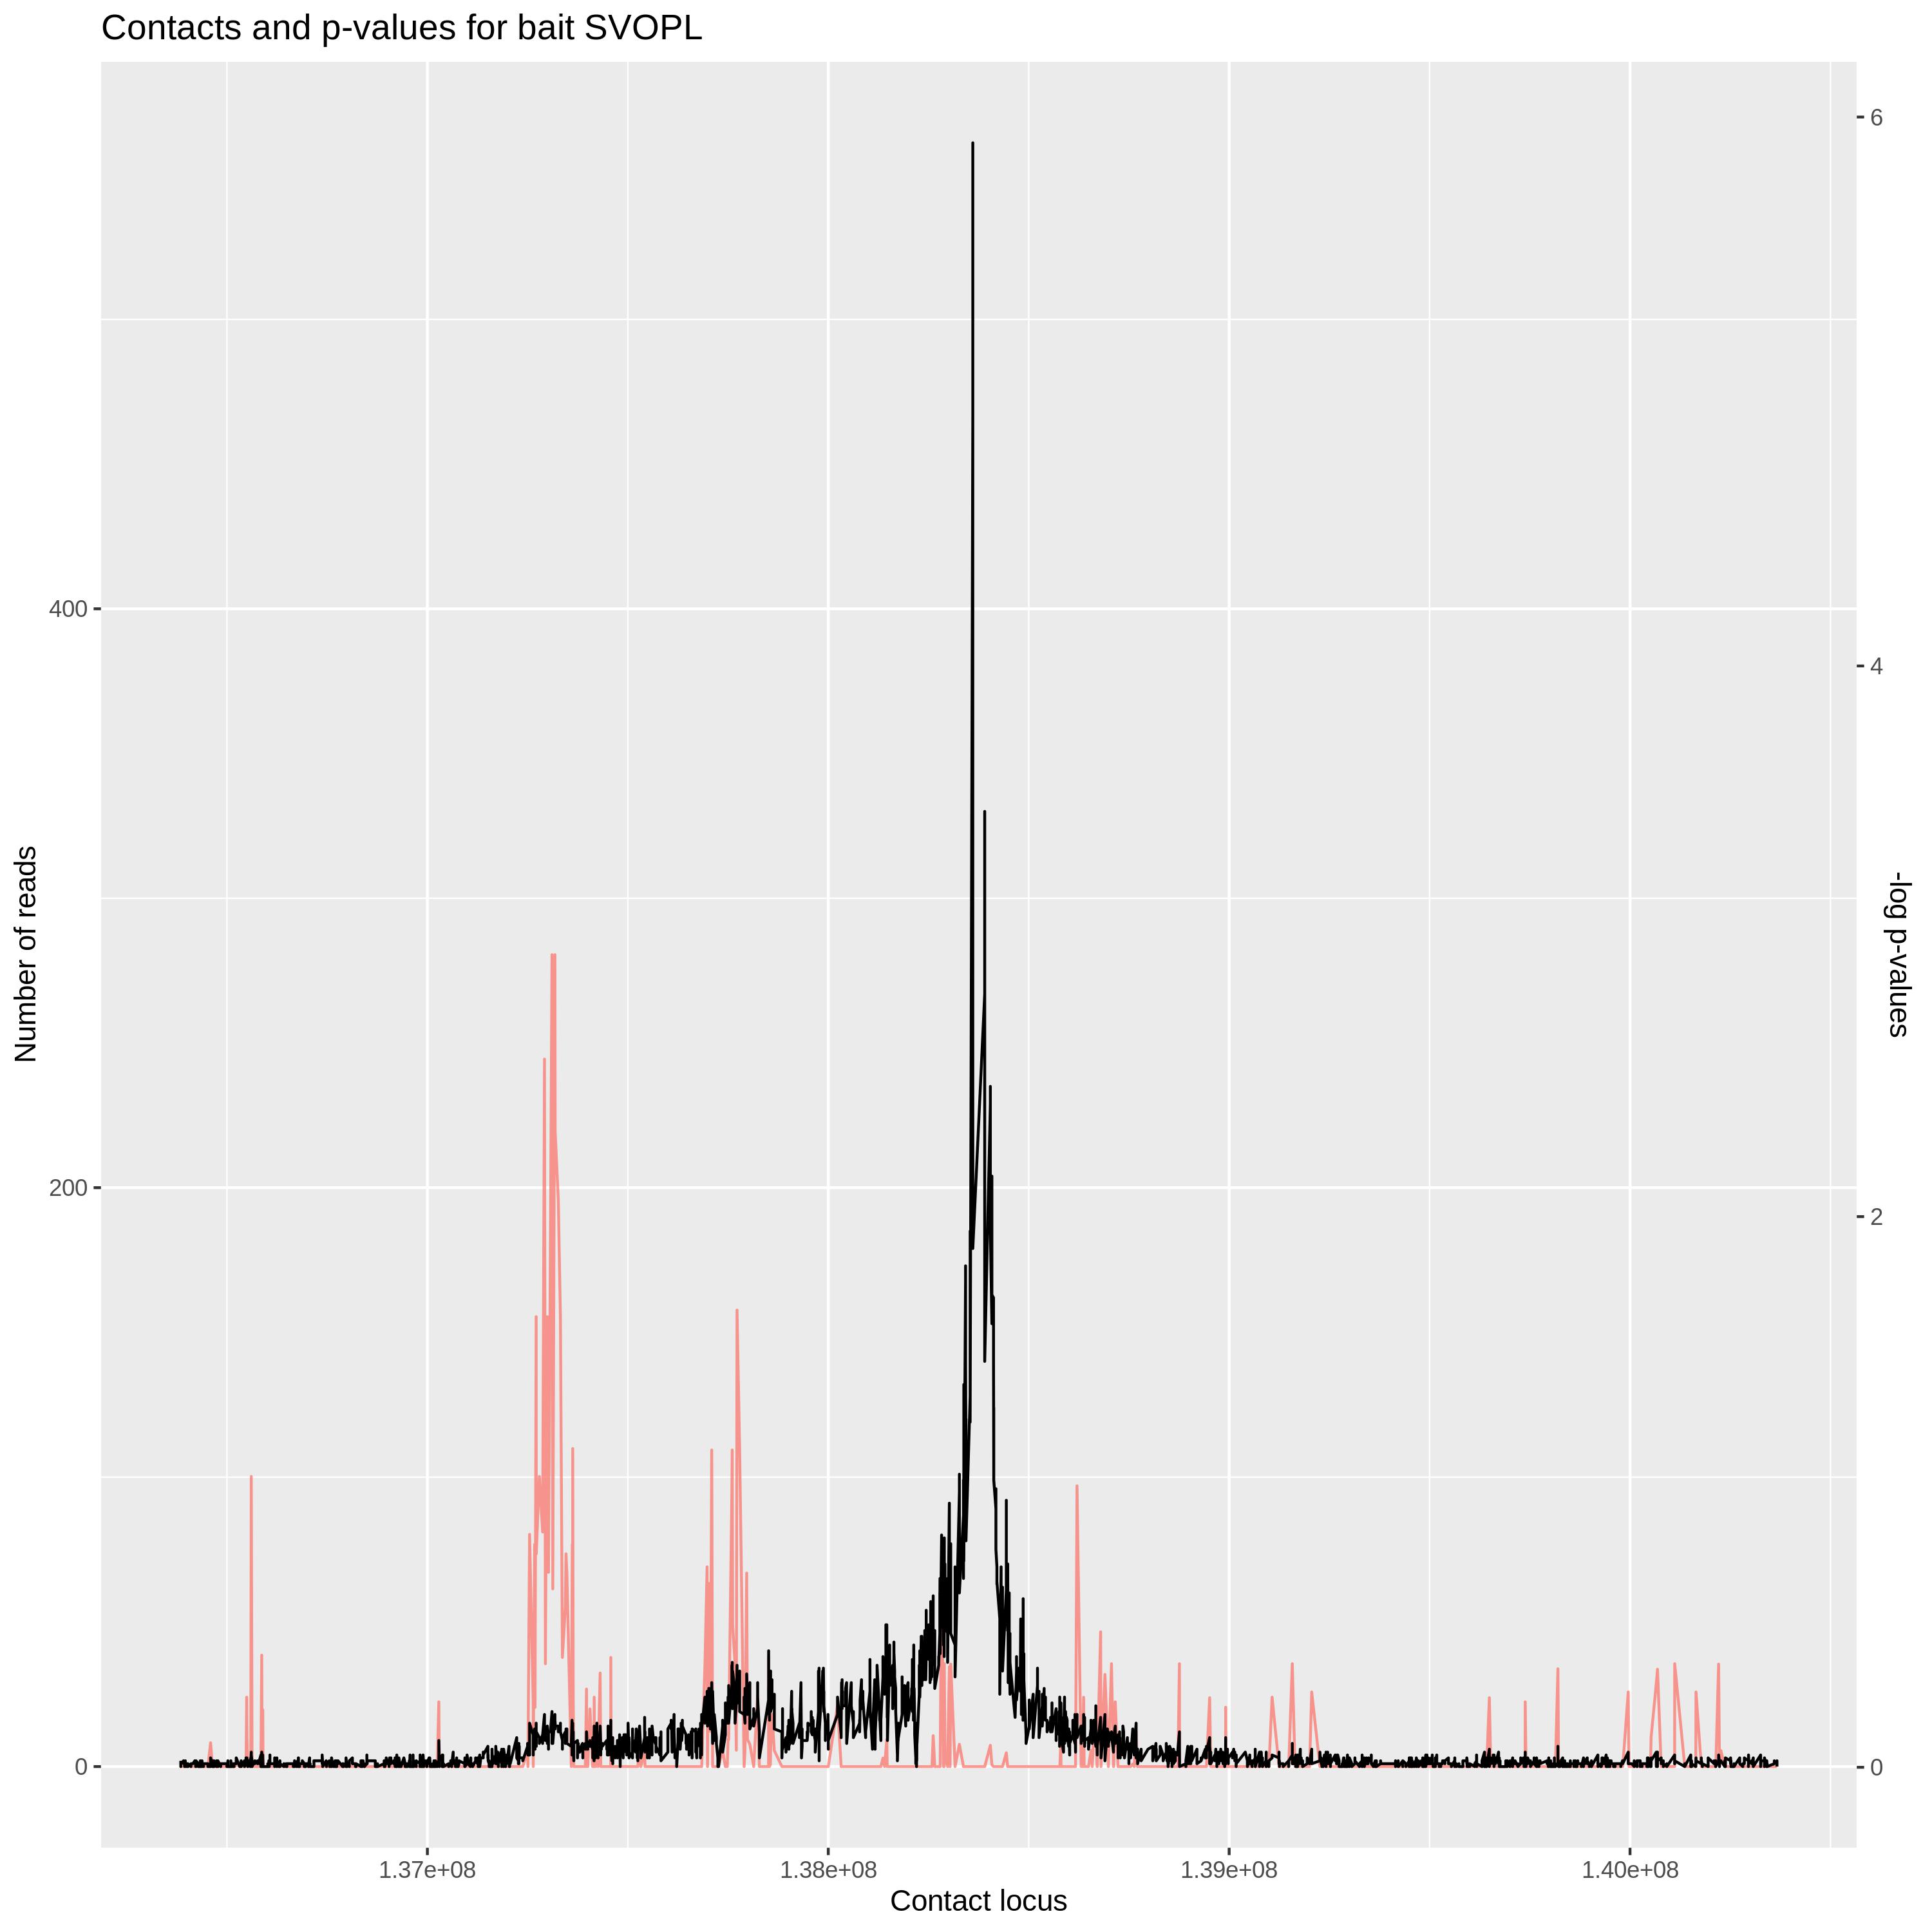 Contacts and p-values for bait SVOPL
6
400
4
Number of reads
-log p-values
200
2
0
0
1.37e+08
1.38e+08
1.39e+08
1.40e+08
Contact locus